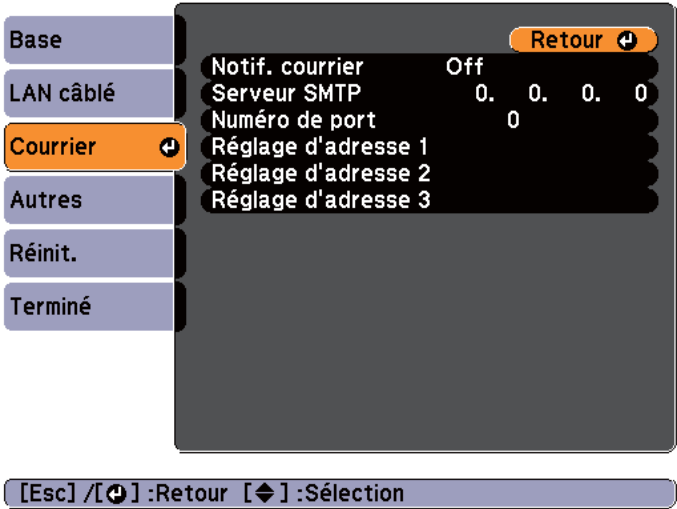 Base
LAN câblé
Courrier
Autres
Réinit.
Terminé
Retour
Notif. courrier Off
Serveur SMTP 0. 0. 0. 0
Numéro de port 0
Réglage d'adresse 1
Réglage d'adresse 2
Réglage d'adresse 3
[Esc] /[⏎] :Retour [◆] :Sélection